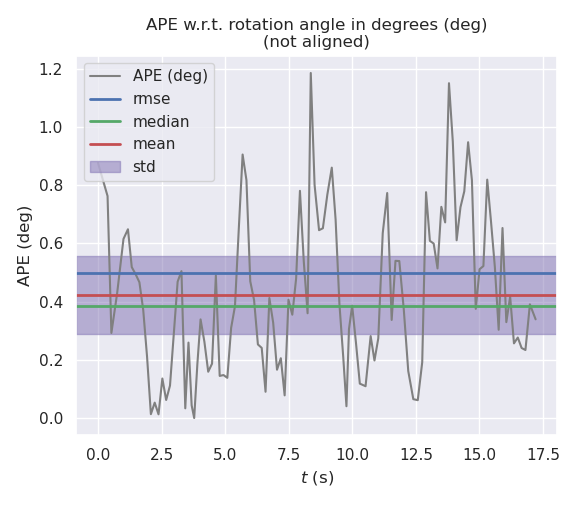 APE w.r.t. rotation angle in degrees (deg)
(not aligned)
APE (deg)
rmse
median
mean
std
APE (deg)
1.2
1.0
0.8
0.6
0.4
0.2
0.0
0.0 2.5 5.0 7.5 10.0 12.5 15.0 17.5
t (s)